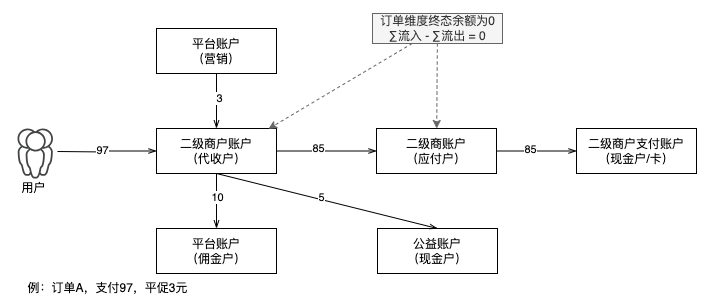 订单维度终态余额为0
∑流入 - ∑流出 = 0
平台账户
(营销)
3
用户
97
二级商户账户
(代收户)
85
二级商账户
(应付户)
85
二级商户支付账户
(现金户/卡)
10
5
平台账户
(佣金户)
公益账户
(现金户)
例：订单A，支付97，平促3元